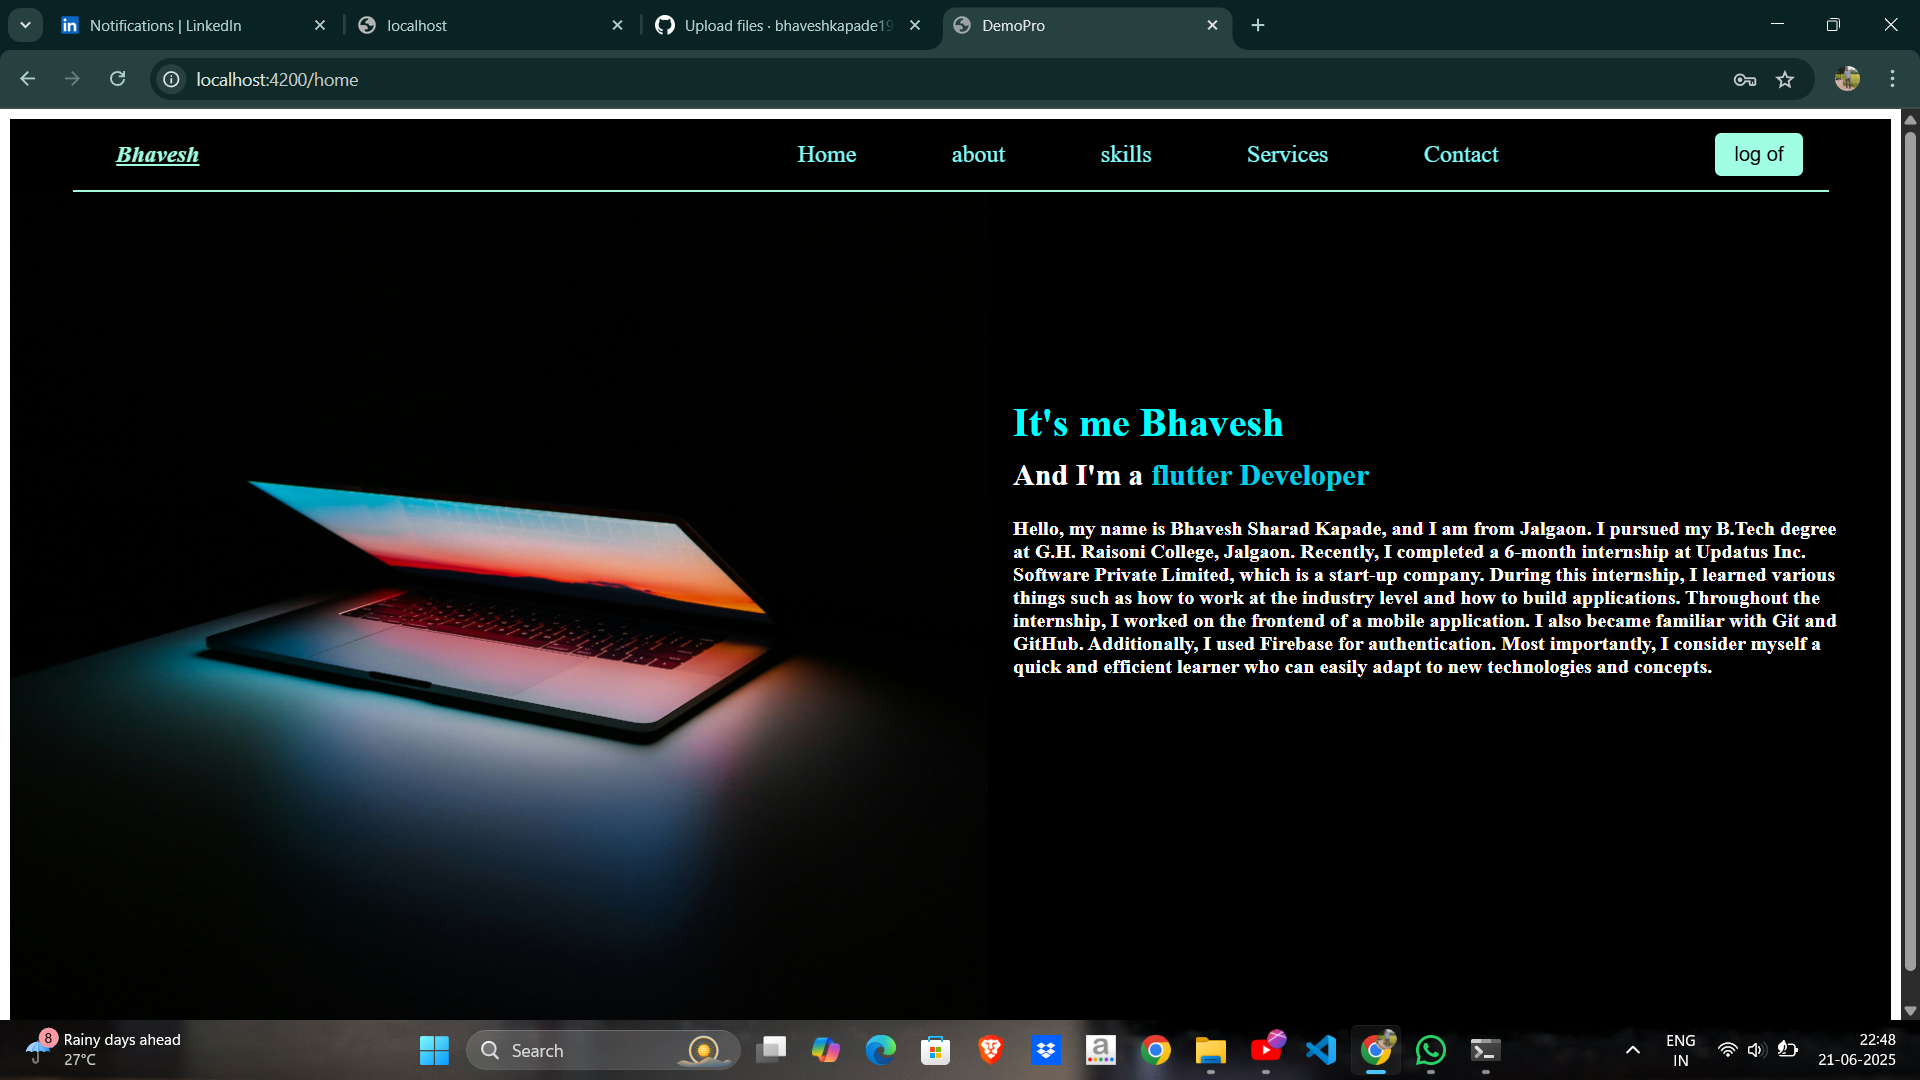 Notifications | LinkedIn
localhost
Upload files · bhaveshkapade19
DemoPro
localhost:4200/home
Bhavesh
Home
about
skills
Services
Contact
log of
It's me Bhavesh
And I'm a flutter Developer
Hello, my name is Bhavesh Sharad Kapade, and I am from Jalgaon. I pursued my B.Tech degree
at G.H. Raisoni College, Jalgaon. Recently, I completed a 6-month internship at Updatus Inc.
Software Private Limited, which is a start-up company. During this internship, I learned various
things such as how to work at the industry level and how to build applications. Throughout the
internship, I worked on the frontend of a mobile application. I also became familiar with Git and
GitHub. Additionally, I used Firebase for authentication. Most importantly, I consider myself a
quick and efficient learner who can easily adapt to new technologies and concepts.
8
Rainy days ahead
27°C
Search
ENG
IN
22:48
21-06-2025